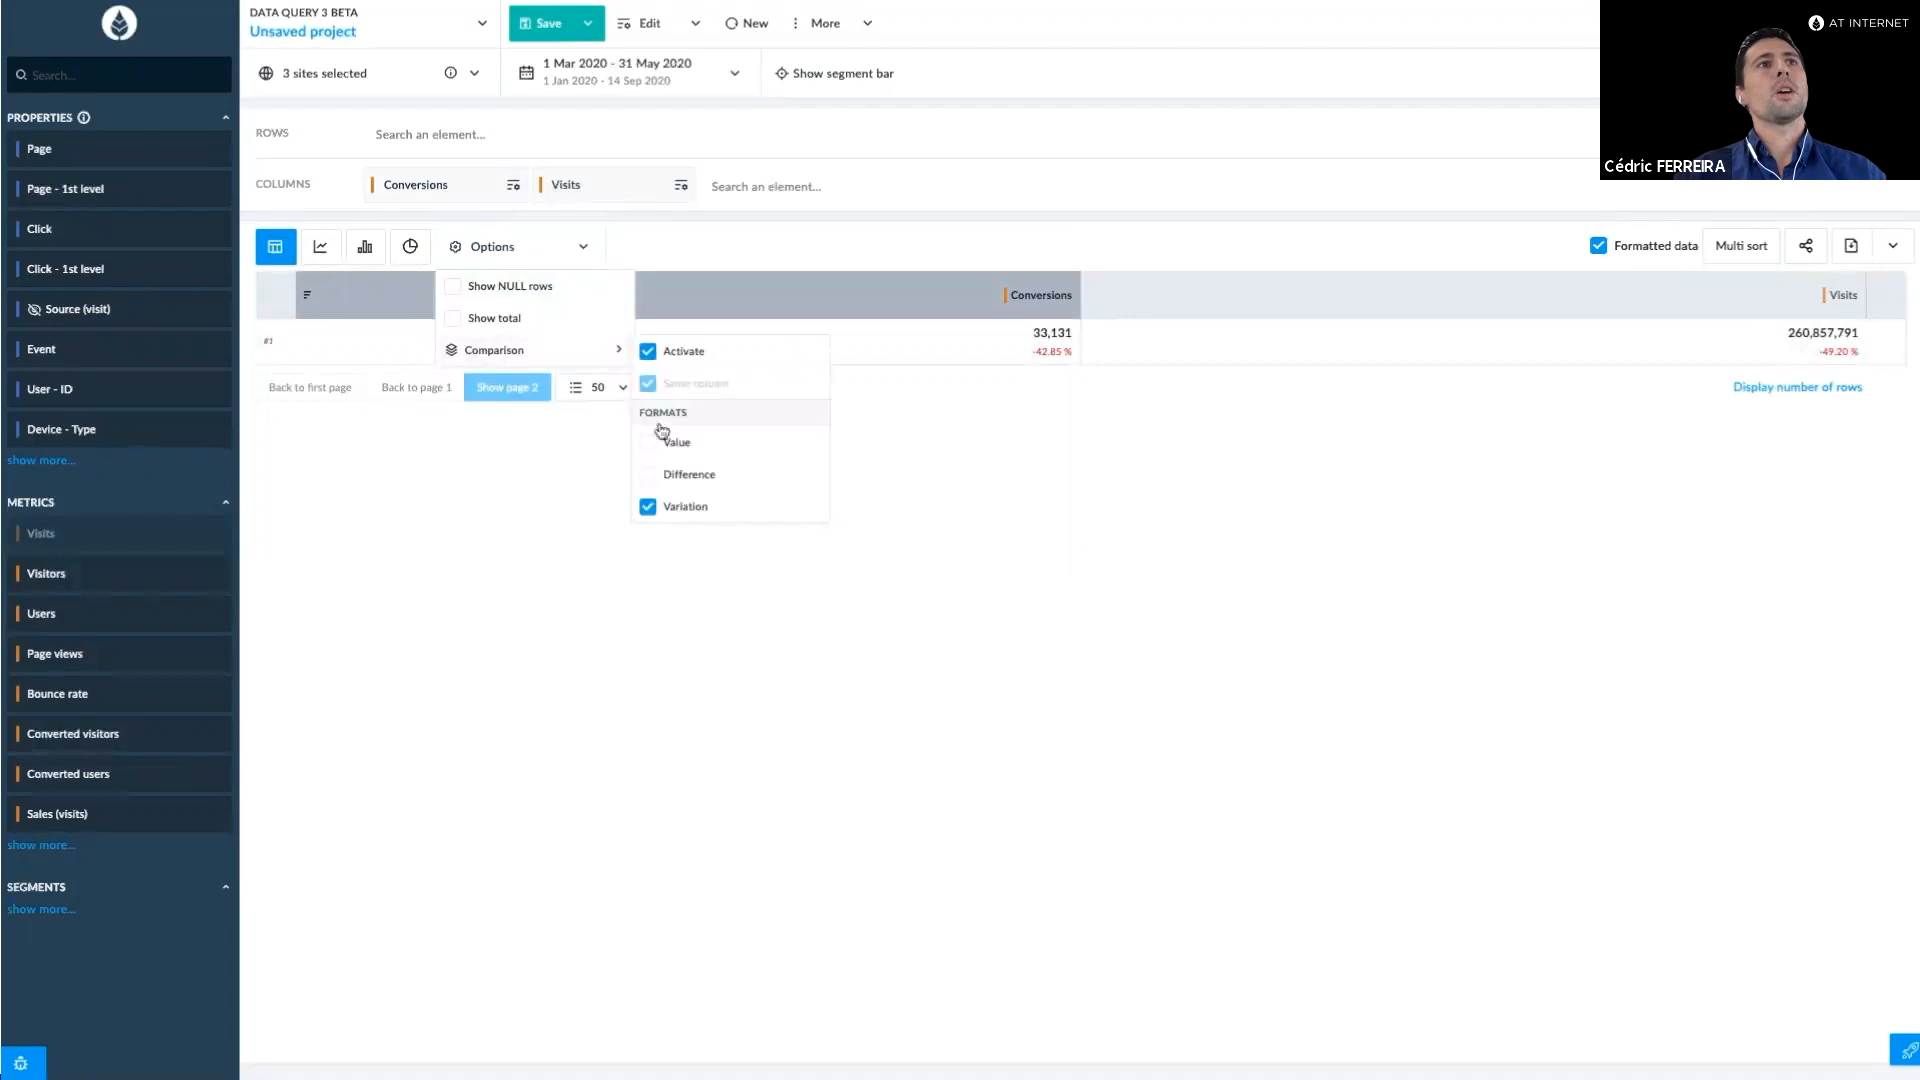 DATA QUERY 3 BETA
Unsaved project
Save
Edit
New
More
AT INTERNET
Cédric FERREIRA
Search...
3 sites selected
1 Mar 2020 - 31 May 2020
1 Jan 2020 - 14 Sep 2020
Show segment bar
PROPERTIES
Page
Page - 1st level
Click
Click - 1st level
Source (visit)
Event
User - ID
Device - Type
show more...
METRICS
Visits
Visitors
Users
Page views
Bounce rate
Converted visitors
Converted users
Sales (visits)
show more...
SEGMENTS
show more...
ROWS
Search an element...
COLUMNS
Conversions
Visits
Search an element...
Options
Formatted data
Multi sort
Show NULL rows
Show total
Comparison
Activate
Same column
FORMATS
Value
Difference
Variation
Conversions
Visits
#1
33,131
-42.85 %
260,857,791
-49.20 %
Back to first page
Back to page 1
Show page 2
50
Display number of rows